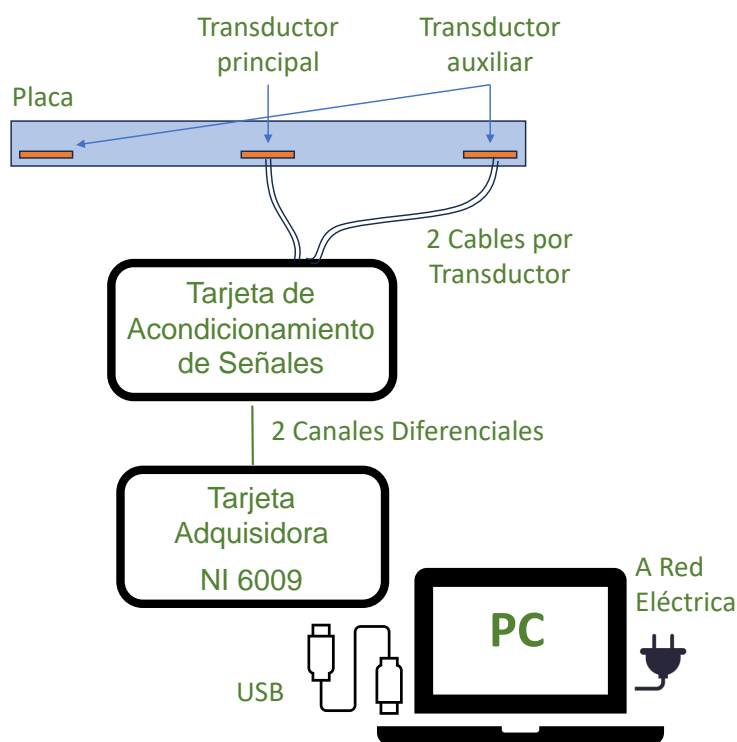 Transductor
principal
Transductor
auxiliar
Placa
2 Cables por
Transductor
Tarjeta de
Acondicionamiento
de Señales
2 Canales Diferenciales
Tarjeta
Adquisidora
NI 6009
A Red
Eléctrica
PC
USB